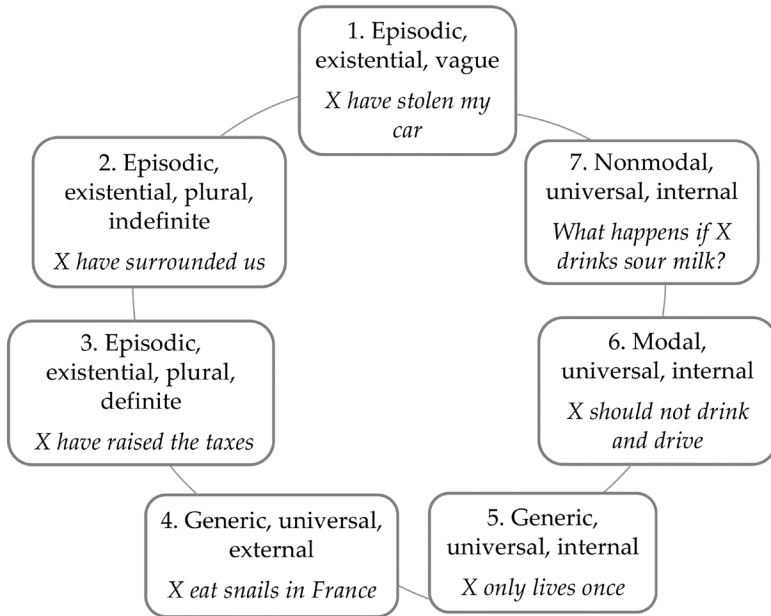 1. Episodic,
existential, vague
X have stolen my
car
2. Episodic,
existential, plural,
indefinite
X have surrounded us
3. Episodic,
existential, plural,
definite
X have raised the taxes
4. Generic, universal,
external
X eat snails in France
5. Generic,
universal, internal
X only lives once
6. Modal,
universal, internal
X should not drink
and drive
7. Nonmodal,
universal, internal
What happens if X
drinks sour milk?